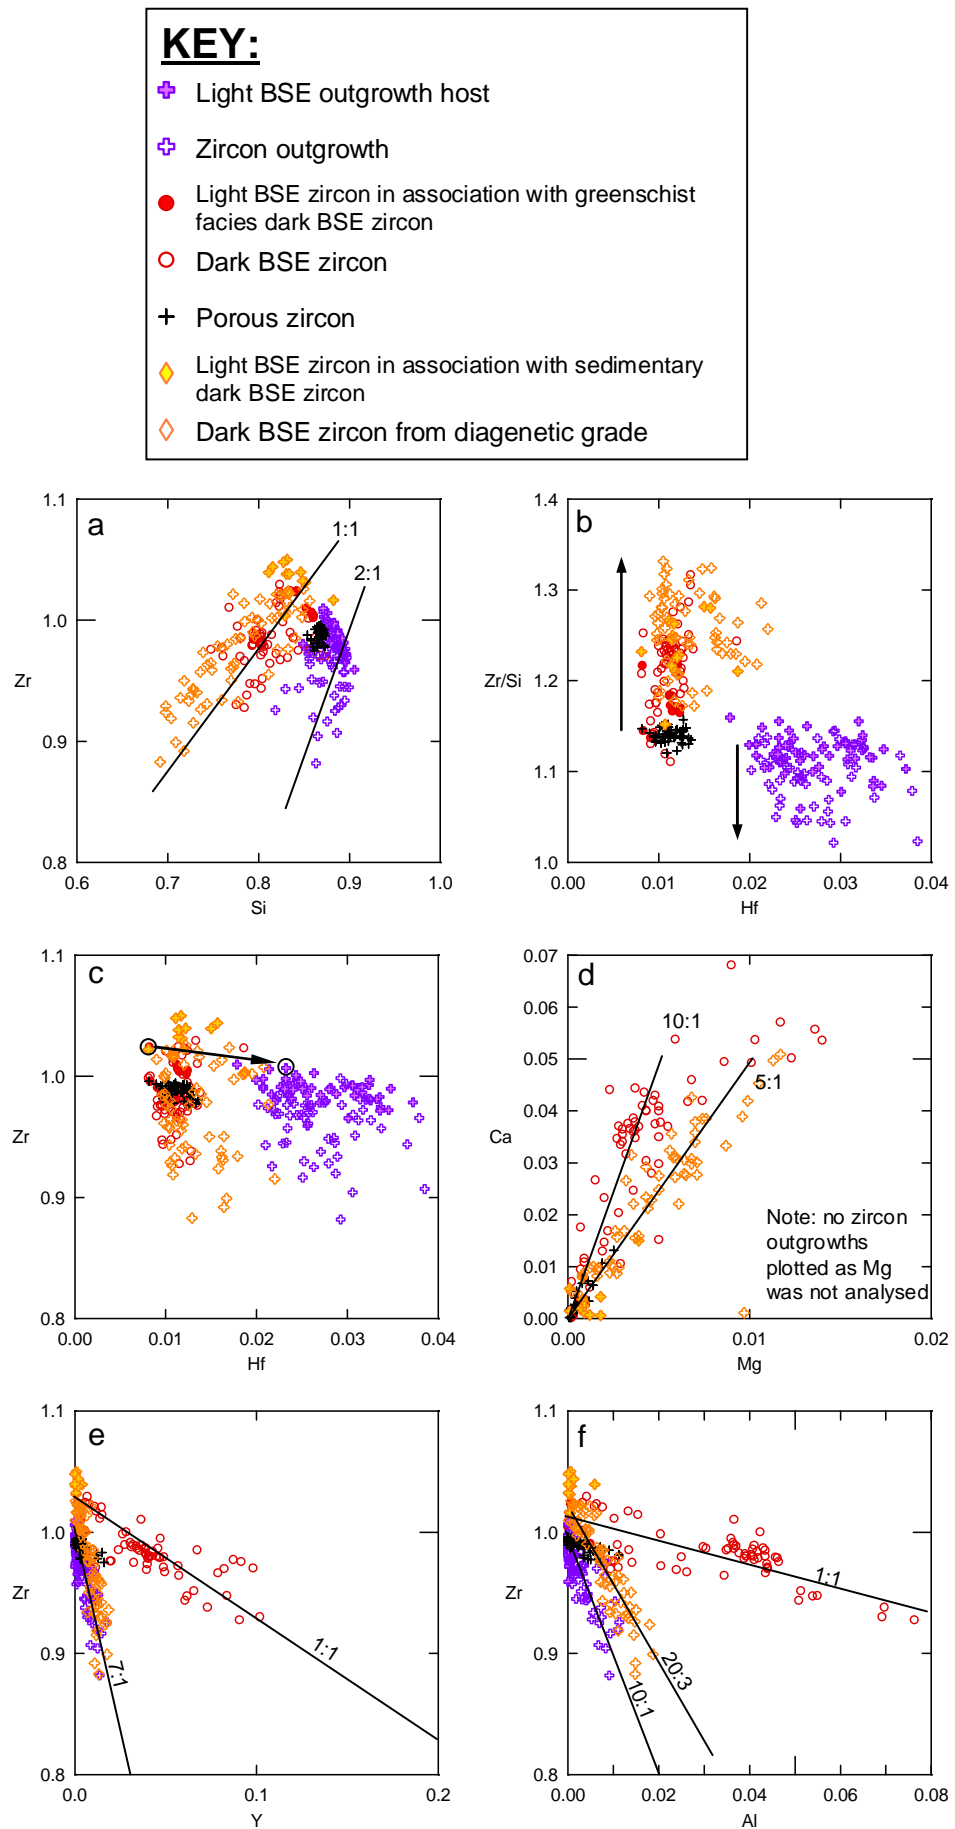 KEY:
Light BSE outgrowth host
Zircon outgrowth
Light BSE zircon in association with greenschist
facies dark BSE zircon
Dark BSE zircon
Porous zircon
Light BSE zircon in association with sedimentary
dark BSE zircon
Dark BSE zircon from diagenetic grade
a
1.1
1.0
0.9
0.8
Zr
1:1
2:1
0.6 0.7 0.8 0.9 1.0
Si
b
1.4
1.3
1.2
1.1
1.0
Zr/Si
0.00 0.01 0.02 0.03 0.04
Hf
c
1.1
1.0
0.9
0.8
Zr
0.00 0.01 0.02 0.03 0.04
Hf
d
0.07
0.06
0.05
0.04
0.03
0.02
0.01
0.00
Ca
10:1
5:1
Note: no zircon
outgrowths
plotted as Mg
was not analysed
0.00 0.01 0.02
Mg
e
1.1
1.0
0.9
0.8
Zr
7:1
1:1
0.0 0.1 0.2
Y
f
1.1
1.0
0.9
0.8
Zr
1:1
20:3
10:1
0.00 0.02 0.04 0.06 0.08
Al